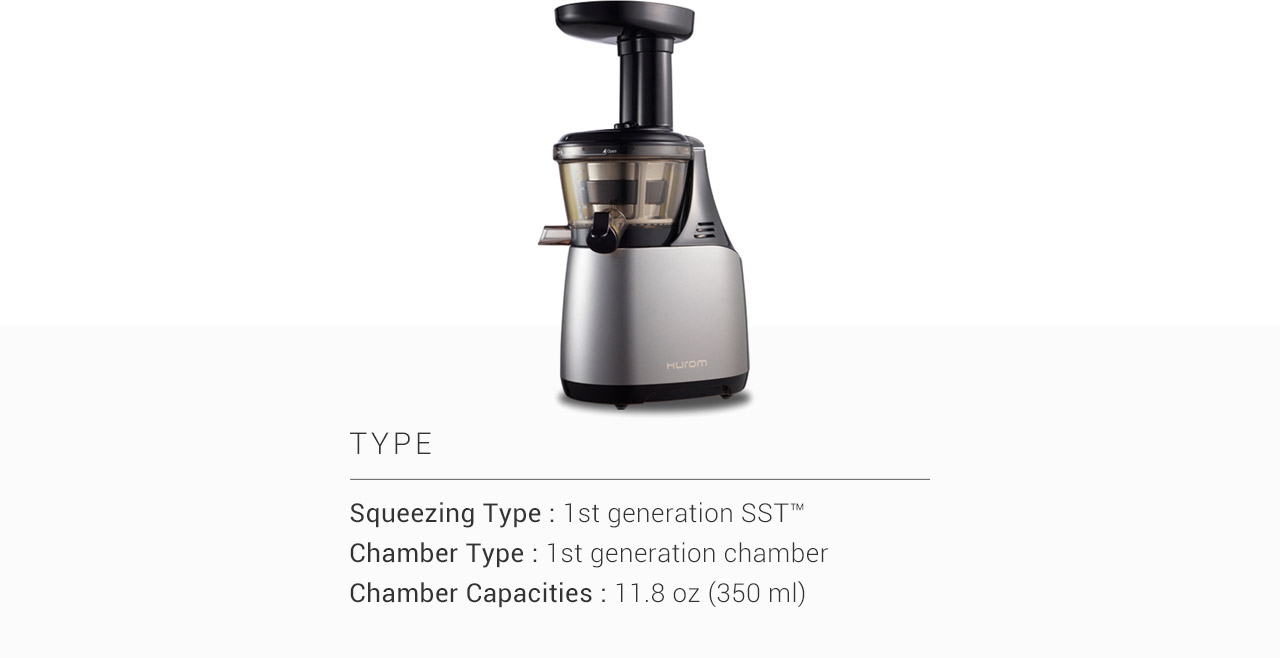 Open
Hurom
TYPE
Squeezing Type : 1st generation SST™
Chamber Type : 1st generation chamber
Chamber Capacities : 11.8 oz (350 ml)